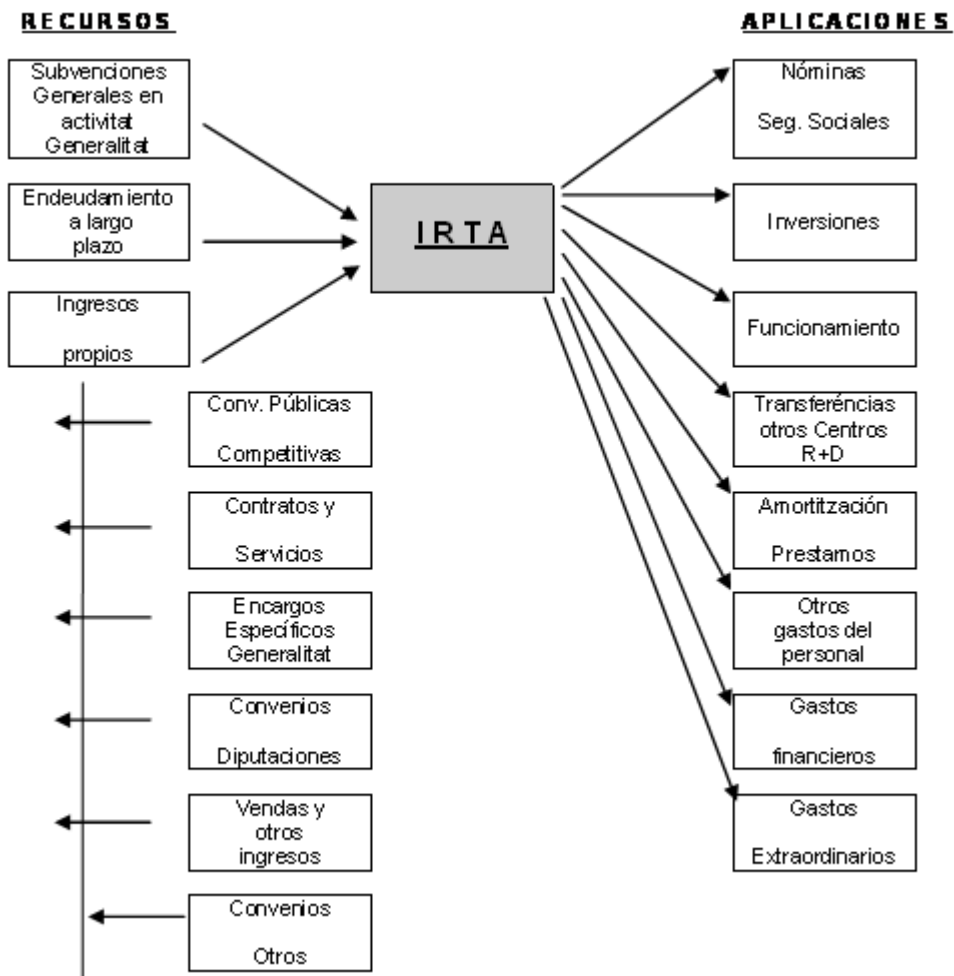 RECURSOS
Subvenciones
Generales en
activitat
Generalitat
Endeudamiento
a largo
plazo
Ingresos
propios
Conv. Públicas
Competitivas
Contratos y
Servicios
Encargos
Específicos
Generalitat
Convenios
Diputaciones
Vendas y
otros
ingresos
Convenios
Otros
IRTA
APLICACIONES
Nóminas
Seg. Sociales
Inversiones
Funcionamiento
Transferéncias
otros Centros
R+D
Amortització​n
Prestamos
Otros
gastos del
personal
Gastos
financieros
Gastos
Extraordinarios